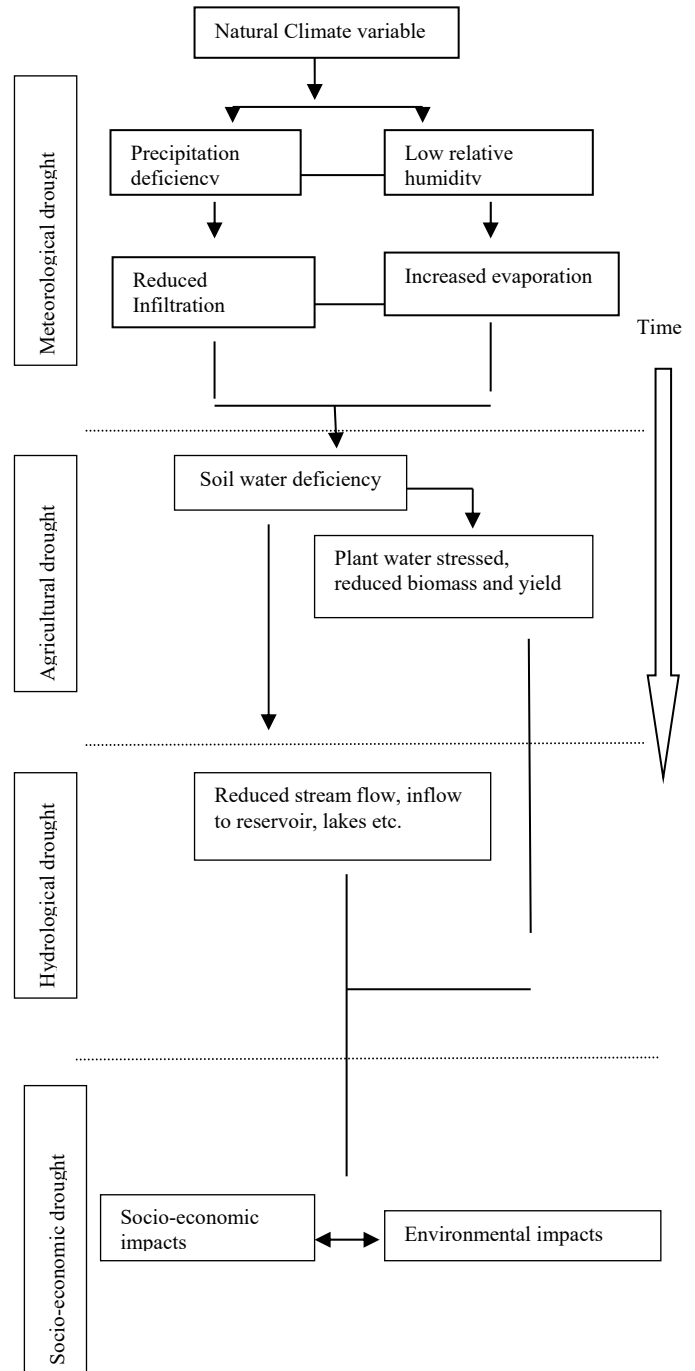 Natural Climate variable
Meteorological drought
Precipitation
deficiency
Low relative
humidity
Reduced
Infiltration
Increased evaporation
Time
Agricultural drought
Soil water deficiency
Plant water stressed,
reduced biomass and yield
Hydrological drought
Reduced stream flow, inflow
to reservoir, lakes etc.
Socio-economic drought
Socio-economic
impacts
Environmental impacts